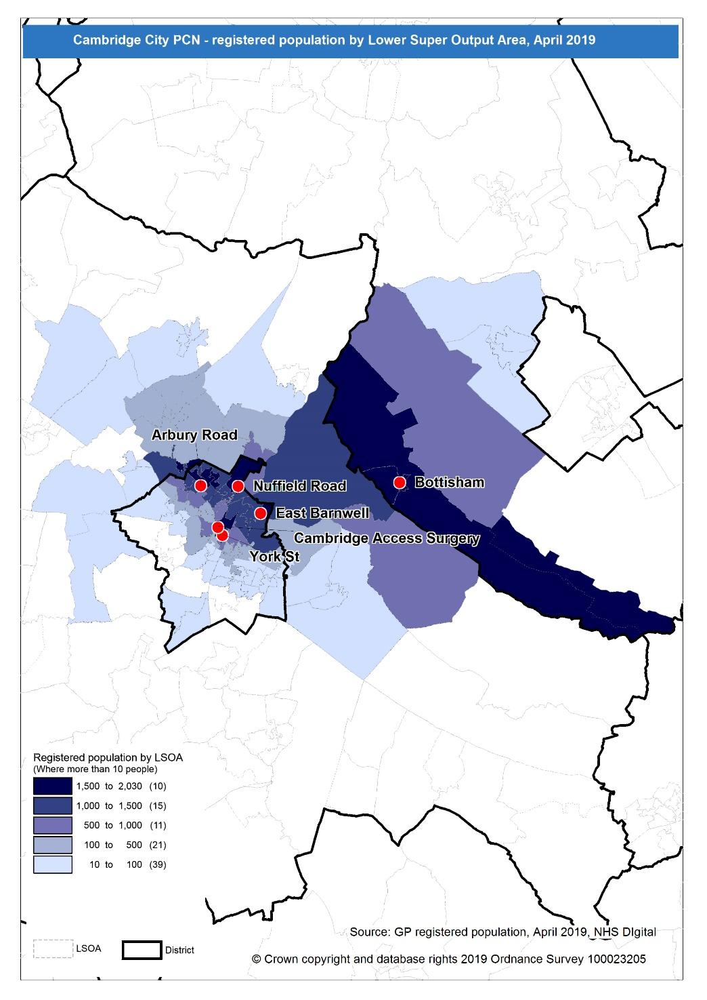 Cambridge City PCN - registered population by Lower Super Output Area, April 2019
Arbury Road
Nuffield Road
Bottisham
East Barnwell
Cambridge Access Surgery
York St
Registered population by LSOA
(Where more than 10 people)
1,500 to 2,030 (10)
1,000 to 1,500 (15)
500 to 1,000 (11)
100 to 500 (21)
10 to 100 (39)
LSOA
District
Source: GP registered population, April 2019, NHS DIgital
© Crown copyright and database rights 2019 Ordnance Survey 100023205